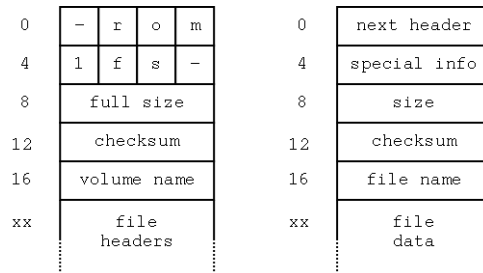 0 - r o m
4 1 f s -
8 full size
12 checksum
16 volume name
xx file
headers
0 next header
4 special info
8 size
12 checksum
16 file name
xx file
data